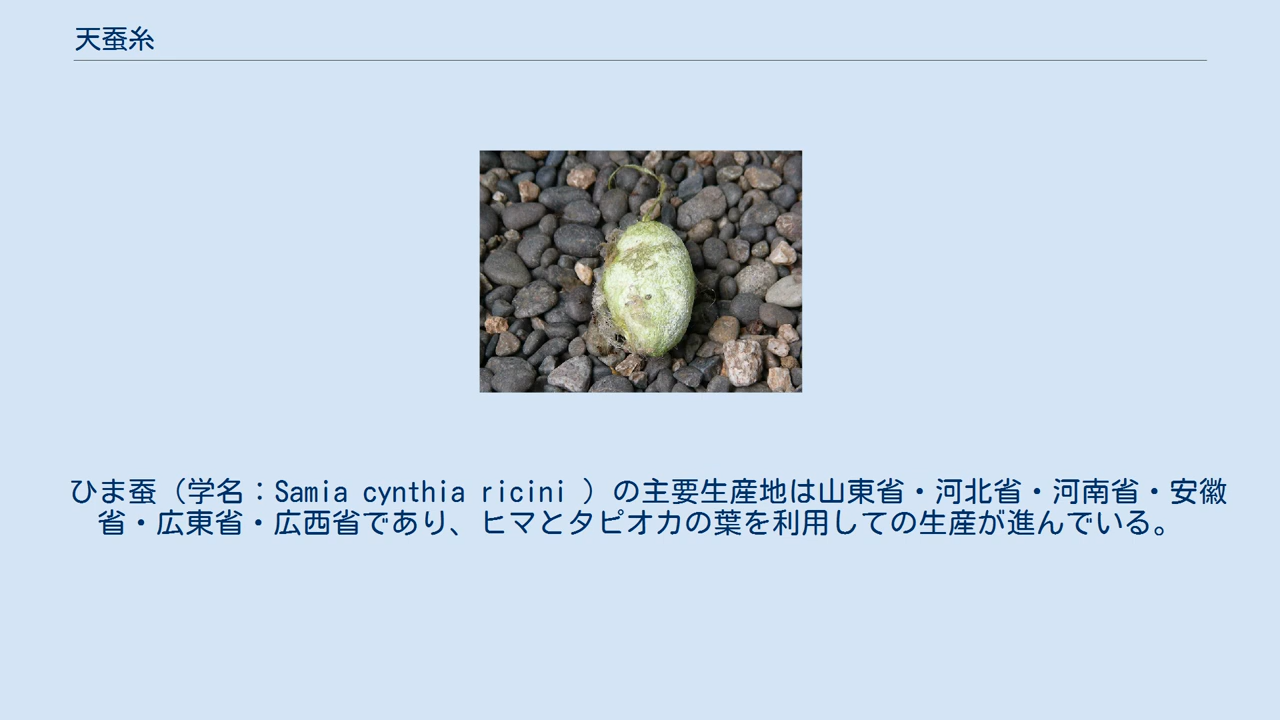 天蚕糸
ひま蚕（学名：Samia cynthia ricini ）の主要生産地は山東省・河北省・河南省・安徽
省・広東省・広西省であり、ヒマとタピオカの葉を利用しての生産が進んでいる。